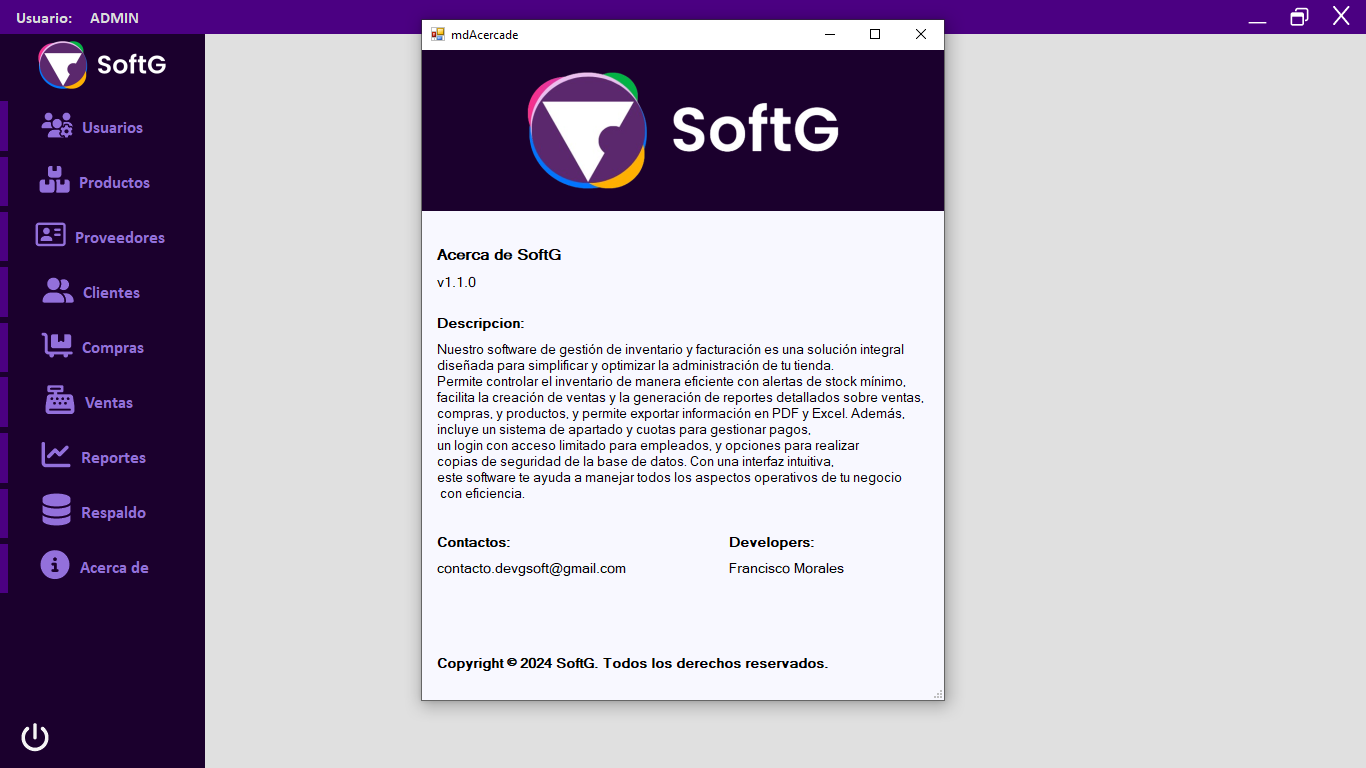 Usuario: ADMIN
SoftG
Usuarios
Productos
Proveedores
Clientes
Compras
Ventas
Reportes
Respaldo
Acerca de
mdAcercade
SoftG
Acerca de SoftG
v1.1.0
Descripcion:
Nuestro software de gestión de inventario y facturación es una solución integral
diseñada para simplificar y optimizar la administración de tu tienda.
Permite controlar el inventario de manera eficiente con alertas de stock mínimo,
facilita la creación de ventas y la generación de reportes detallados sobre ventas,
compras, y productos, y permite exportar información en PDF y Excel. Además,
incluye un sistema de apartado y cuotas para gestionar pagos,
un login con acceso limitado para empleados, y opciones para realizar
copias de seguridad de la base de datos. Con una interfaz intuitiva,
este software te ayuda a manejar todos los aspectos operativos de tu negocio
con eficiencia.
Contactos:
contacto.devgsoft@gmail.com
Developers:
Francisco Morales
Copyright © 2024 SoftG. Todos los derechos reservados.